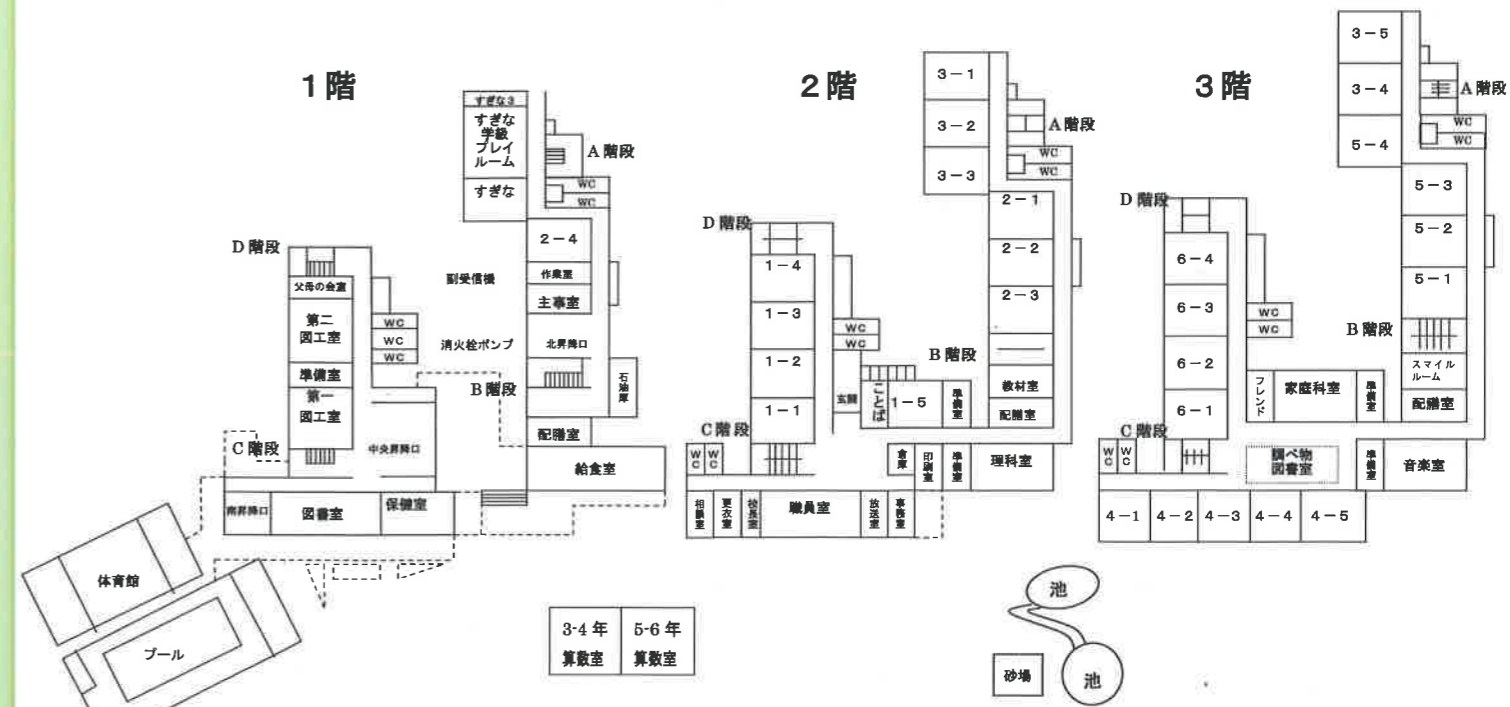 1階
すぎな3
すぎな
学級
プレイ
ルーム
A階段
すぎな
WC
WC
2-4
作業室
主事室
副受信機
消火栓ポンプ
北昇降口
B階段
石油庫
配膳室
給食室
D階段
父母の会室
第二
図工室
WC
WC
WC
準備室
第一
図工室
C階段
中央昇降口
南昇降口
図書室
保健室
体育館
プール
3-4年
算数室
5-6年
算数室
2階
3-1
3-2
3-3
A階段
WC
WC
2-1
2-2
2-3
B階段
教材室
配膳室
D階段
1-4
1-3
1-2
1-1
WC
WC
玄関
ことば
1-5
準備室
C階段
WC
WC
倉庫
印刷室
準備室
理科室
相談室
更衣室
校長室
職員室
放送室
事務室
池
池
砂場
3階
3-5
3-4
5-4
A階段
WC
WC
5-3
5-2
5-1
B階段
スマイル
ルーム
配膳室
D階段
6-4
6-3
6-2
6-1
WC
WC
フレンド
家庭科室
準備室
C階段
WC
WC
調べ物
図書室
準備室
音楽室
4-1
4-2
4-3
4-4
4-5